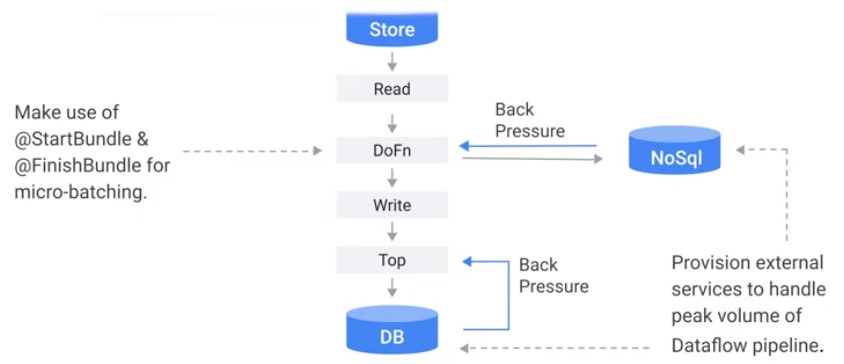 Store
Read
Make use of
@StartBundle &
@FinishBundle for
micro-batching.
DoFn
Back
Pressure
NoSql
Write
Top
Back
Pressure
DB
Provision external
services to handle
peak volume of
Dataflow pipeline.